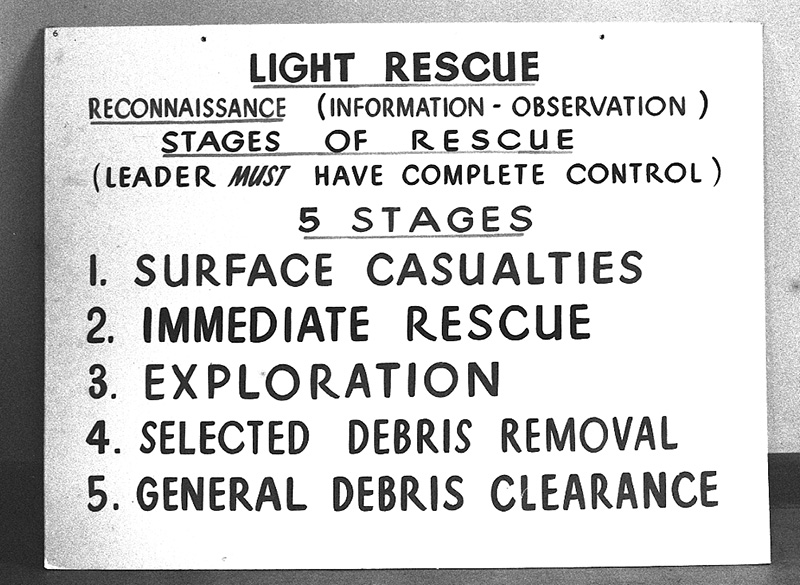 6
LIGHT RESCUE
RECONNAISSANCE (INFORMATION - OBSERVATION)
STAGES OF RESCUE
(LEADER MUST HAVE COMPLETE CONTROL)
5 STAGES
1. SURFACE CASUALTIES
2. IMMEDIATE RESCUE
3. EXPLORATION
4. SELECTED DEBRIS REMOVAL
5. GENERAL DEBRIS CLEARANCE